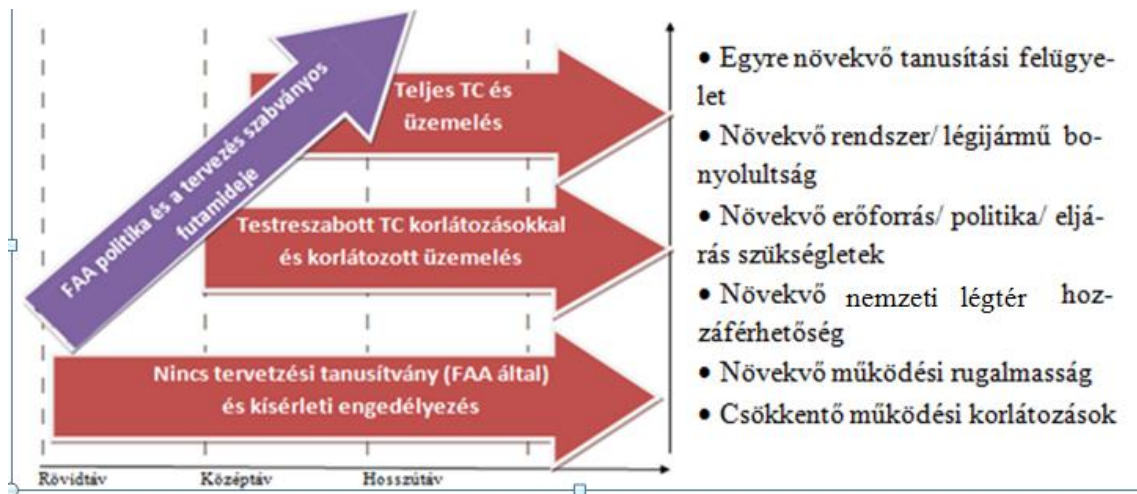 FAA politika és a tervezés szabványos
futamideje
Teljes TC és
üzemelés
Testreszabott TC korlátozásokkal
és korlátozott üzemelés
Nincs tervetzési tanusítvány (FAA által)
és kísérleti engedélyezés
Rövidtáv
Középtáv
Hosszútáv
• Egyre növekvő tanusítási felügye-
let
• Növekvő rendszer/ légijármű bo-
nyolultság
• Növekvő erőforrás/ politika/ eljá-
rás szükségletek
• Növekvő nemzeti légtér hoz-
záférhetőség
• Növekvő működési rugalmasság
• Csökkentő működési korlátozások